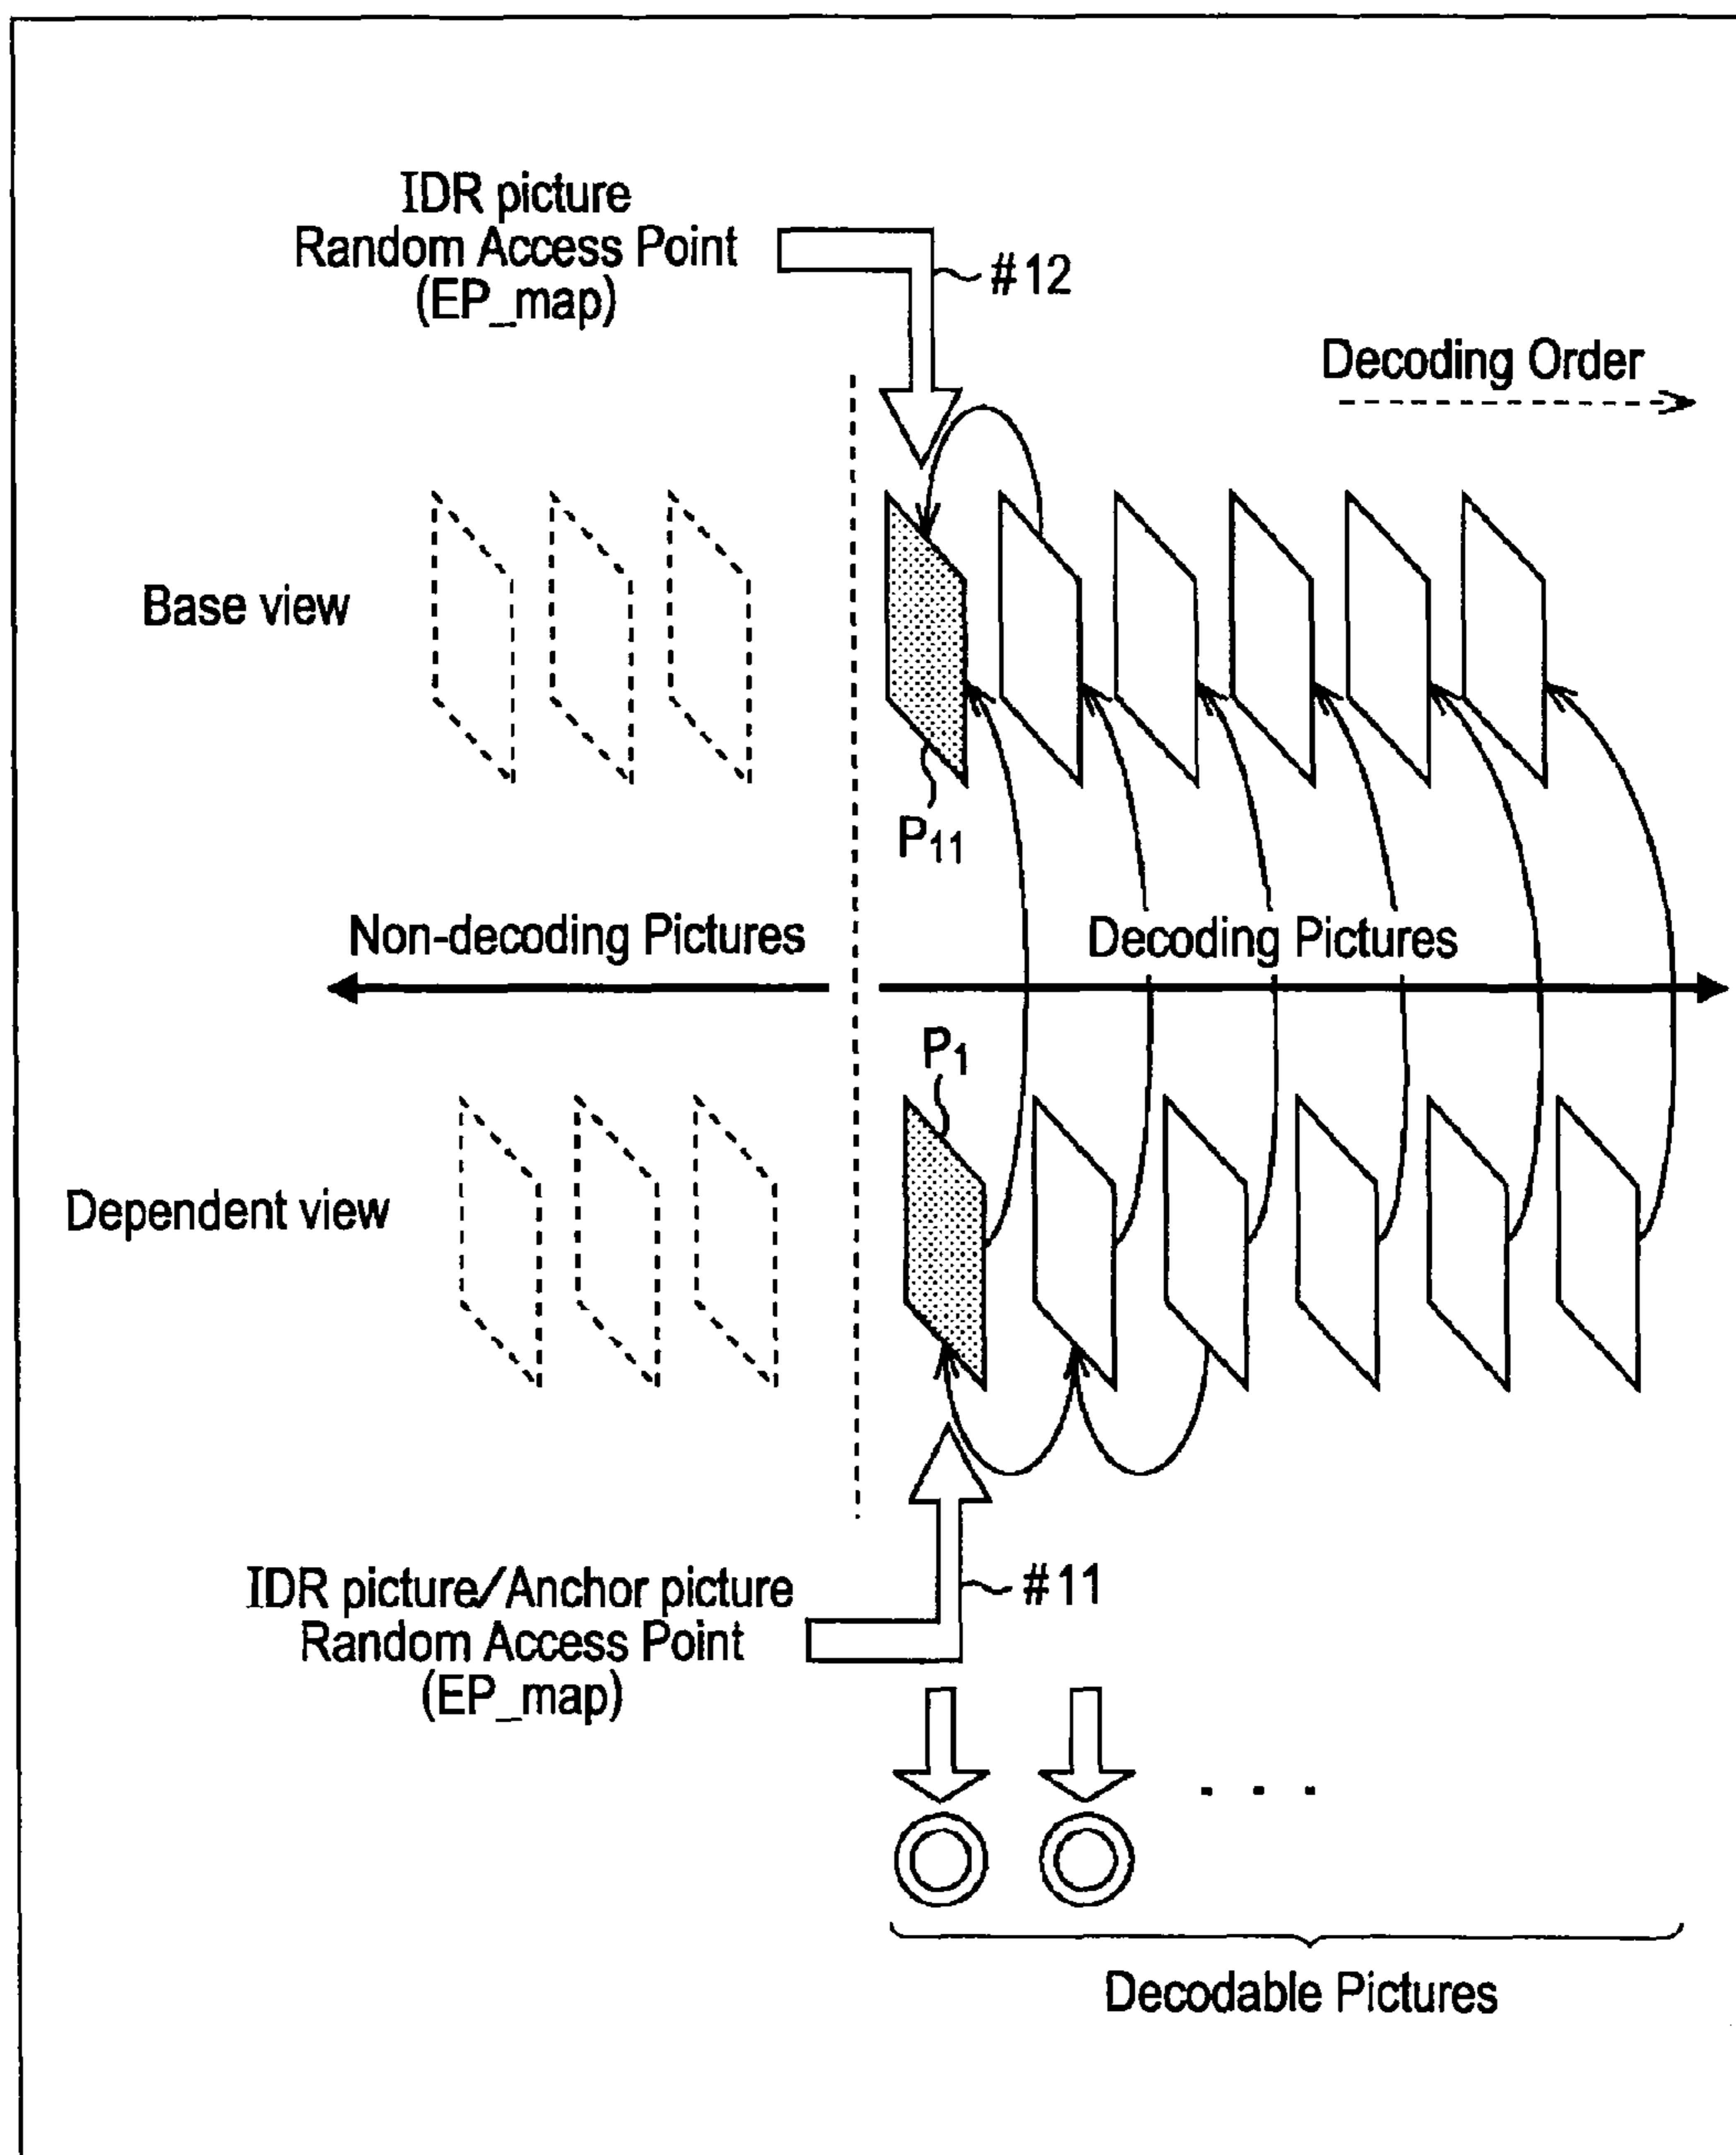 IDR picture
Random Access Point
(EP_map)
#12
Decoding Order
Base view
P11
Non-decoding Pictures
Decoding Pictures
P1
Dependent view
IDR picture/Anchor picture
Random Access Point
(EP_map)
#11
. . .
Decodable Pictures